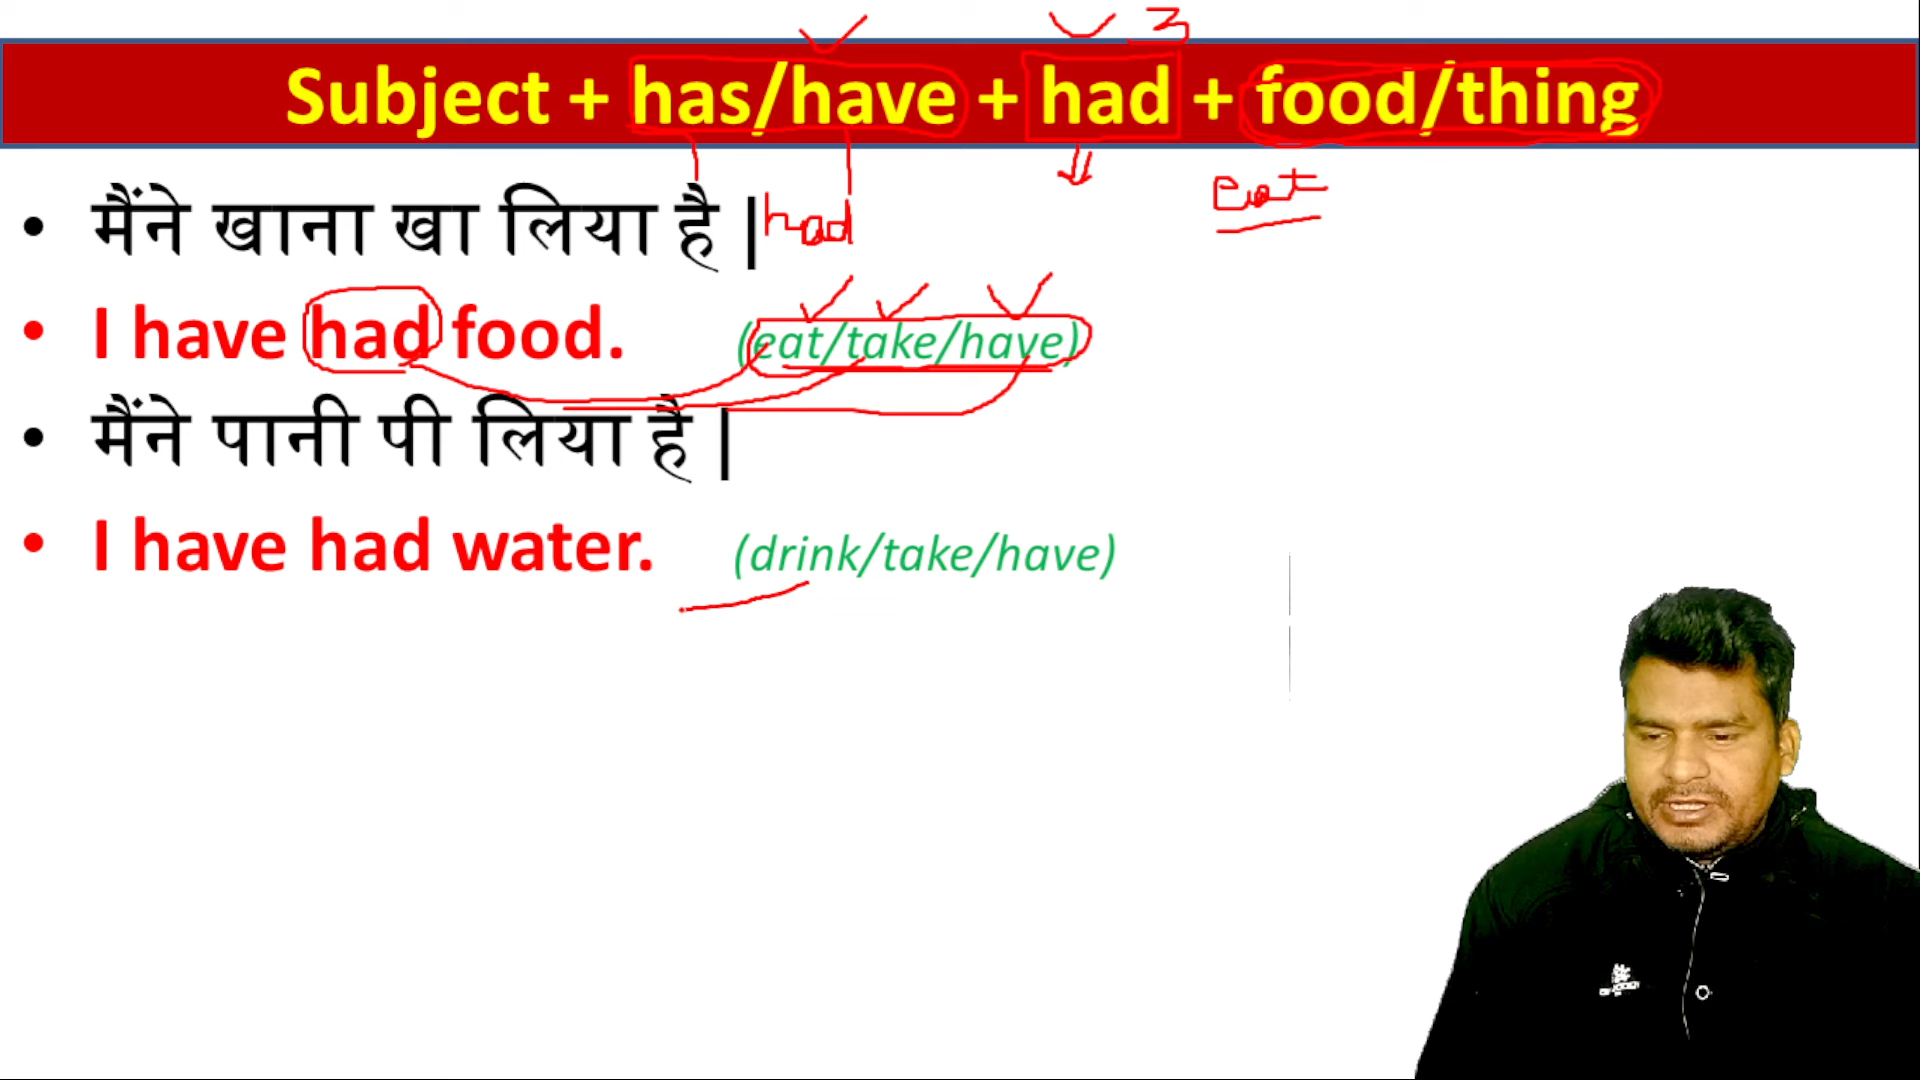 3
Subject + has/have + had + food/thing
Eat
• मैंने खाना खा लिया है | had
• I have had food. (eat/take/have)
• मैंने पानी पी लिया है |
• I have had water. (drink/take/have)